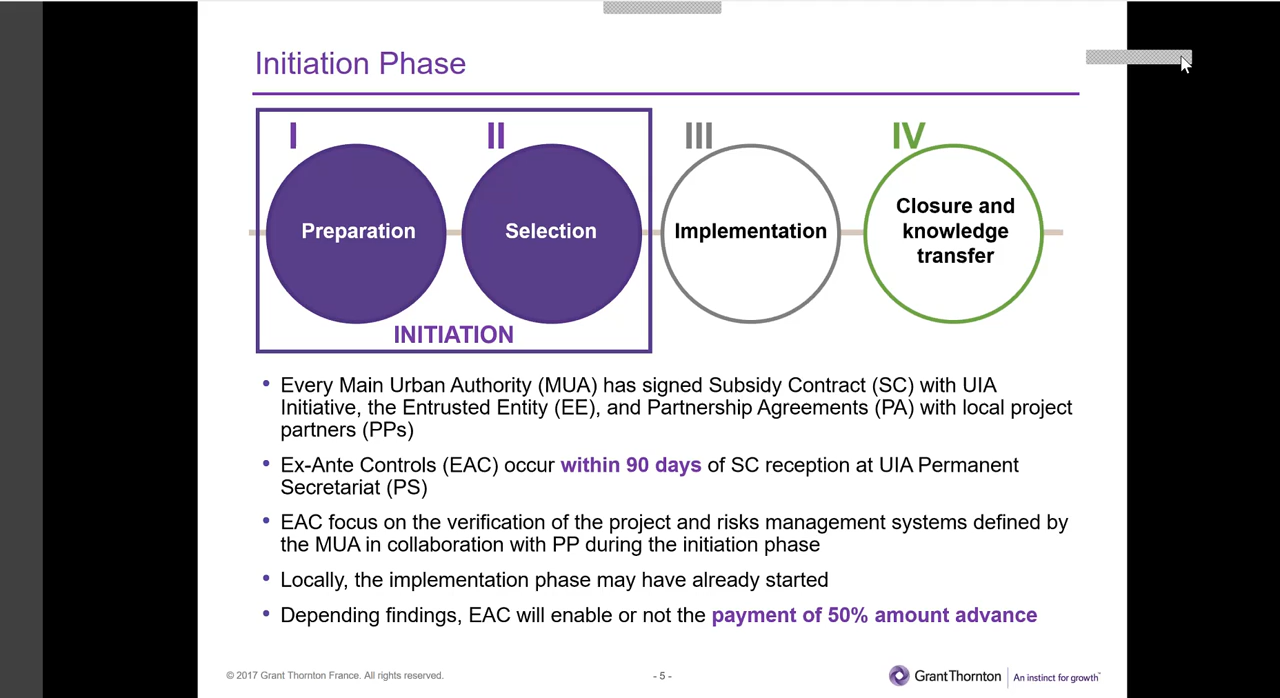 Initiation Phase
I
II
III
IV
Preparation
Selection
Implementation
Closure and
knowledge
transfer
INITIATION
• Every Main Urban Authority (MUA) has signed Subsidy Contract (SC) with UIA
Initiative, the Entrusted Entity (EE), and Partnership Agreements (PA) with local project
partners (PPs)
• Ex-Ante Controls (EAC) occur within 90 days of SC reception at UIA Permanent
Secretariat (PS)
• EAC focus on the verification of the project and risks management systems defined by
the MUA in collaboration with PP during the initiation phase
• Locally, the implementation phase may have already started
• Depending findings, EAC will enable or not the payment of 50% amount advance
© 2017 Grant Thornton France. All rights reserved.
- 5 -
GrantThornton
An instinct for growth™